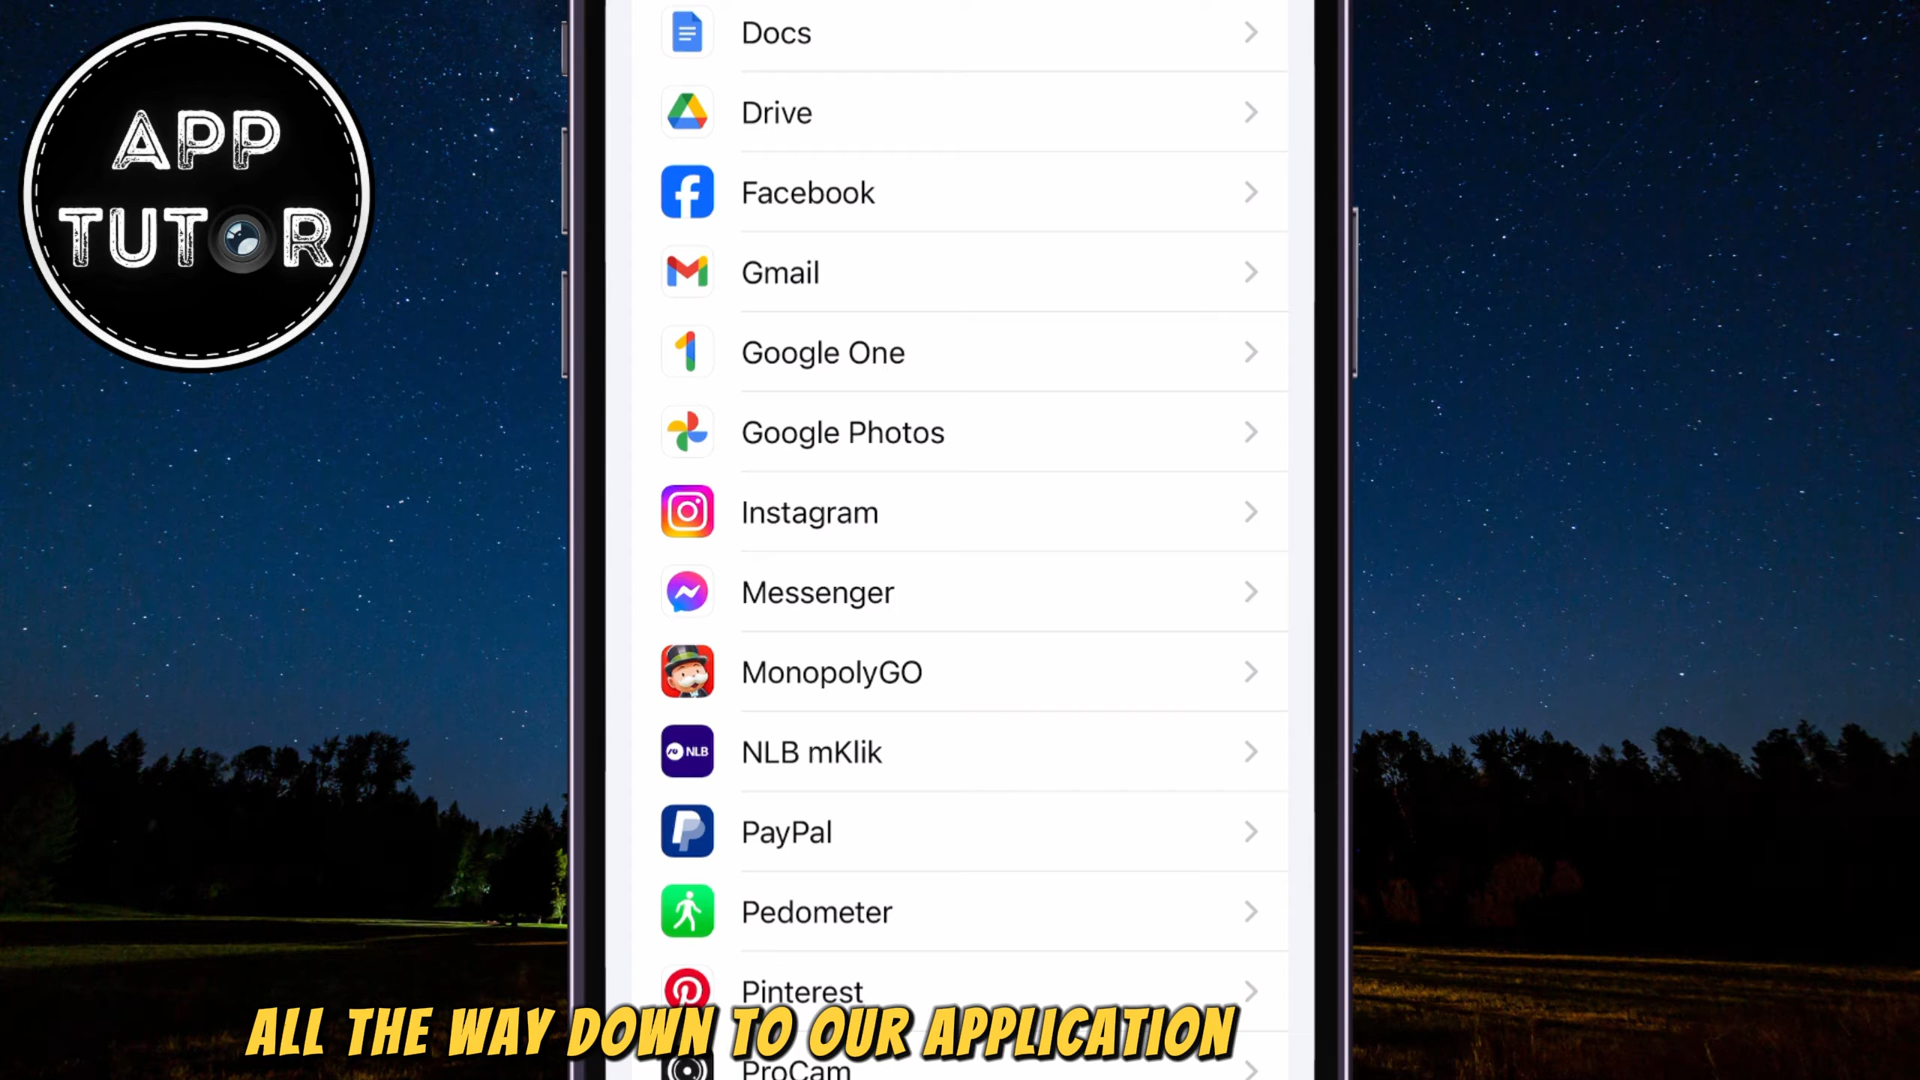 APP
TUTOR
Docs
Drive
Facebook
Gmail
Google One
Google Photos
Instagram
Messenger
MonopolyGO
NLB
NLB mKlik
PayPal
Pedometer
Pinterest
ALL THE WAY DOWN TO OUR APPLICATION
ProCam